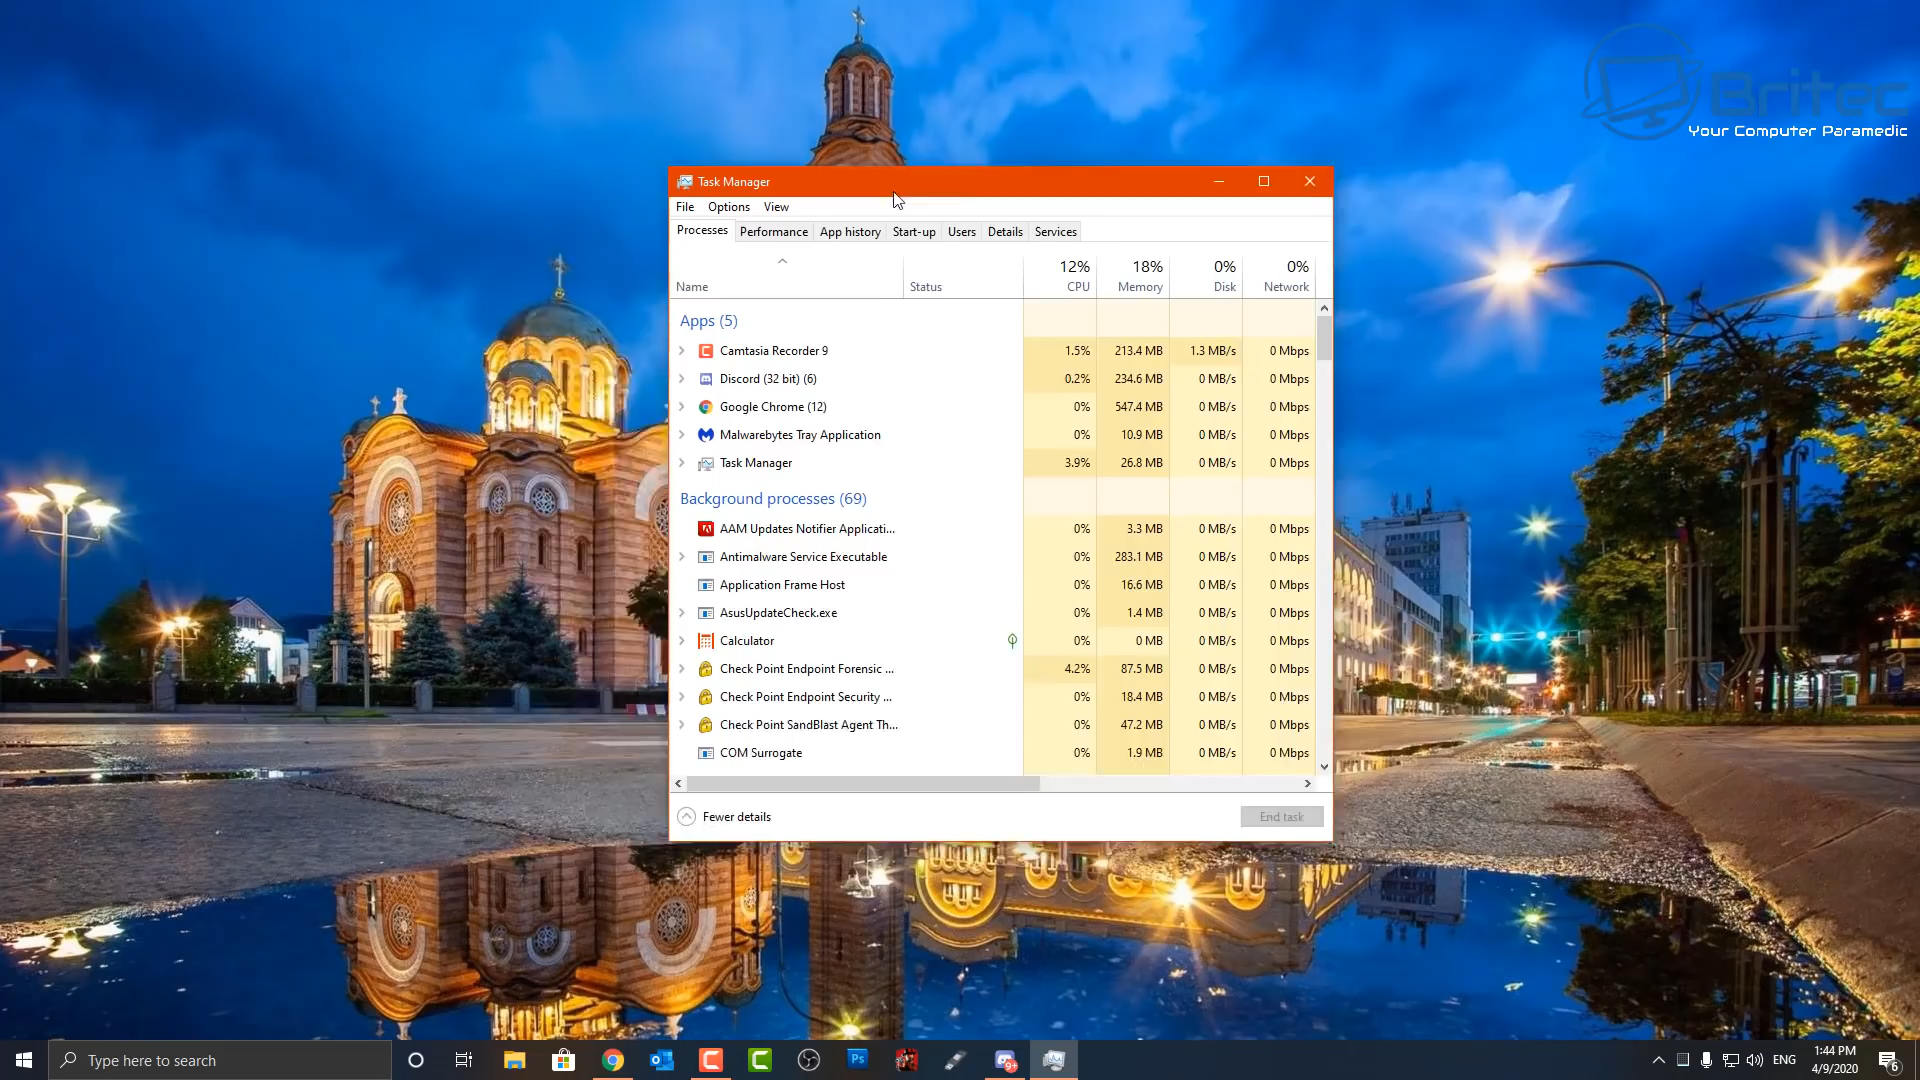 Britec
Your Computer Paramedic
Task Manager
File Options View
Processes Performance App history Start-up Users Details Services
12% 18% 0% 0%
Name Status CPU Memory Disk Network
Apps (5)
Camtasia Recorder 9 1.5% 213.4 MB 1.3 MB/s 0 Mbps
Discord (32 bit) (6) 0.2% 234.6 MB 0 MB/s 0 Mbps
Google Chrome (12) 0% 547.4 MB 0 MB/s 0 Mbps
Malwarebytes Tray Application 0% 10.9 MB 0 MB/s 0 Mbps
Task Manager 3.9% 26.8 MB 0 MB/s 0 Mbps
Background processes (69)
AAM Updates Notifier Applicati... 0% 3.3 MB 0 MB/s 0 Mbps
Antimalware Service Executable 0% 283.1 MB 0 MB/s 0 Mbps
Application Frame Host 0% 16.6 MB 0 MB/s 0 Mbps
AsusUpdateCheck.exe 0% 1.4 MB 0 MB/s 0 Mbps
Calculator 0% 0 MB 0 MB/s 0 Mbps
Check Point Endpoint Forensic ... 4.2% 87.5 MB 0 MB/s 0 Mbps
Check Point Endpoint Security ... 0% 18.4 MB 0 MB/s 0 Mbps
Check Point SandBlast Agent Th... 0% 47.2 MB 0 MB/s 0 Mbps
COM Surrogate 0% 1.9 MB 0 MB/s 0 Mbps
Fewer details End task
Type here to search Ps 9+ ENG 1:44 PM
4/9/2020 6